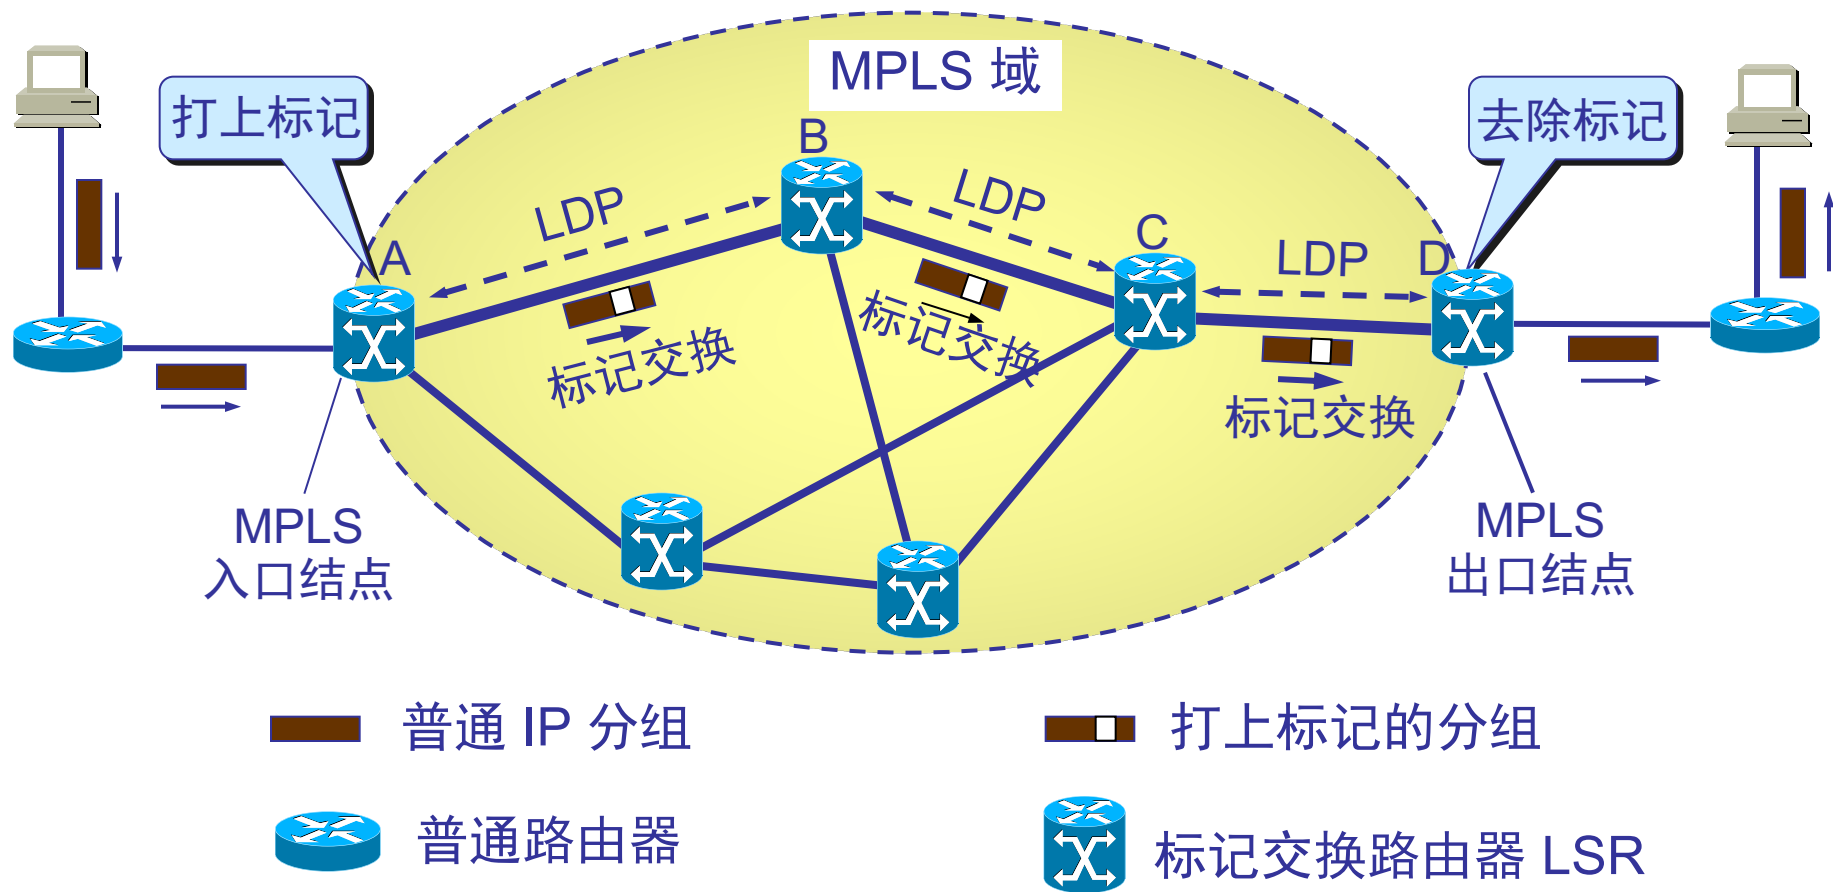 MPLS 域
打上标记
去除标记
B
LDP
LDP
C
A
LDP
D
标记交换
标记交换
标记交换
MPLS
入口结点
MPLS
出口结点
普通 IP 分组
打上标记的分组
普通路由器
标记交换路由器 LSR